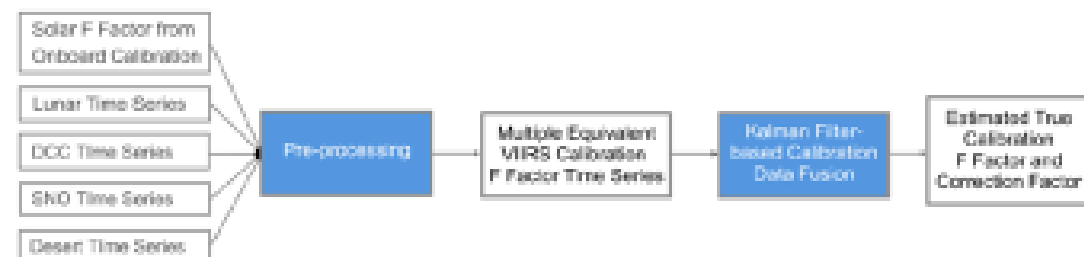 Solar F Factor from
Onboard Calibration
Lunar Time Series
DCC Time Series
SNO Time Series
Desert Time Series
Pre-processing
Multiple Equivalent
VIIRS Calibration
F Factor Time Series
Kalman Filter-
based Calibration
Data Fusion
Estimated True
Calibration
F Factor and
Correction Factor